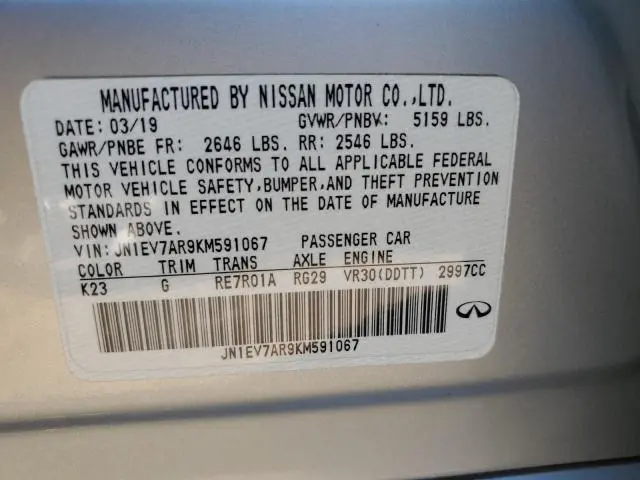 MANUFACTURED BY NISSAN MOTOR CO.,LTD.
DATE: 03/19 GVWR/PNBV: 5159 LBS.
GAWR/PNBE FR: 2646 LBS. RR: 2546 LBS.
THIS VEHICLE CONFORMS TO ALL APPLICABLE FEDERAL
MOTOR VEHICLE SAFETY,BUMPER,AND THEFT PREVENTION
STANDARDS IN EFFECT ON THE DATE OF MANUFACTURE
SHOWN ABOVE.
VIN:JN1EV7AR9KM591067 PASSENGER CAR
COLOR TRIM TRANS AXLE ENGINE
K23 G RE7R01A RG29 VR30(DDTT) 2997CC
JN1EV7AR9KM591067
INFINITI